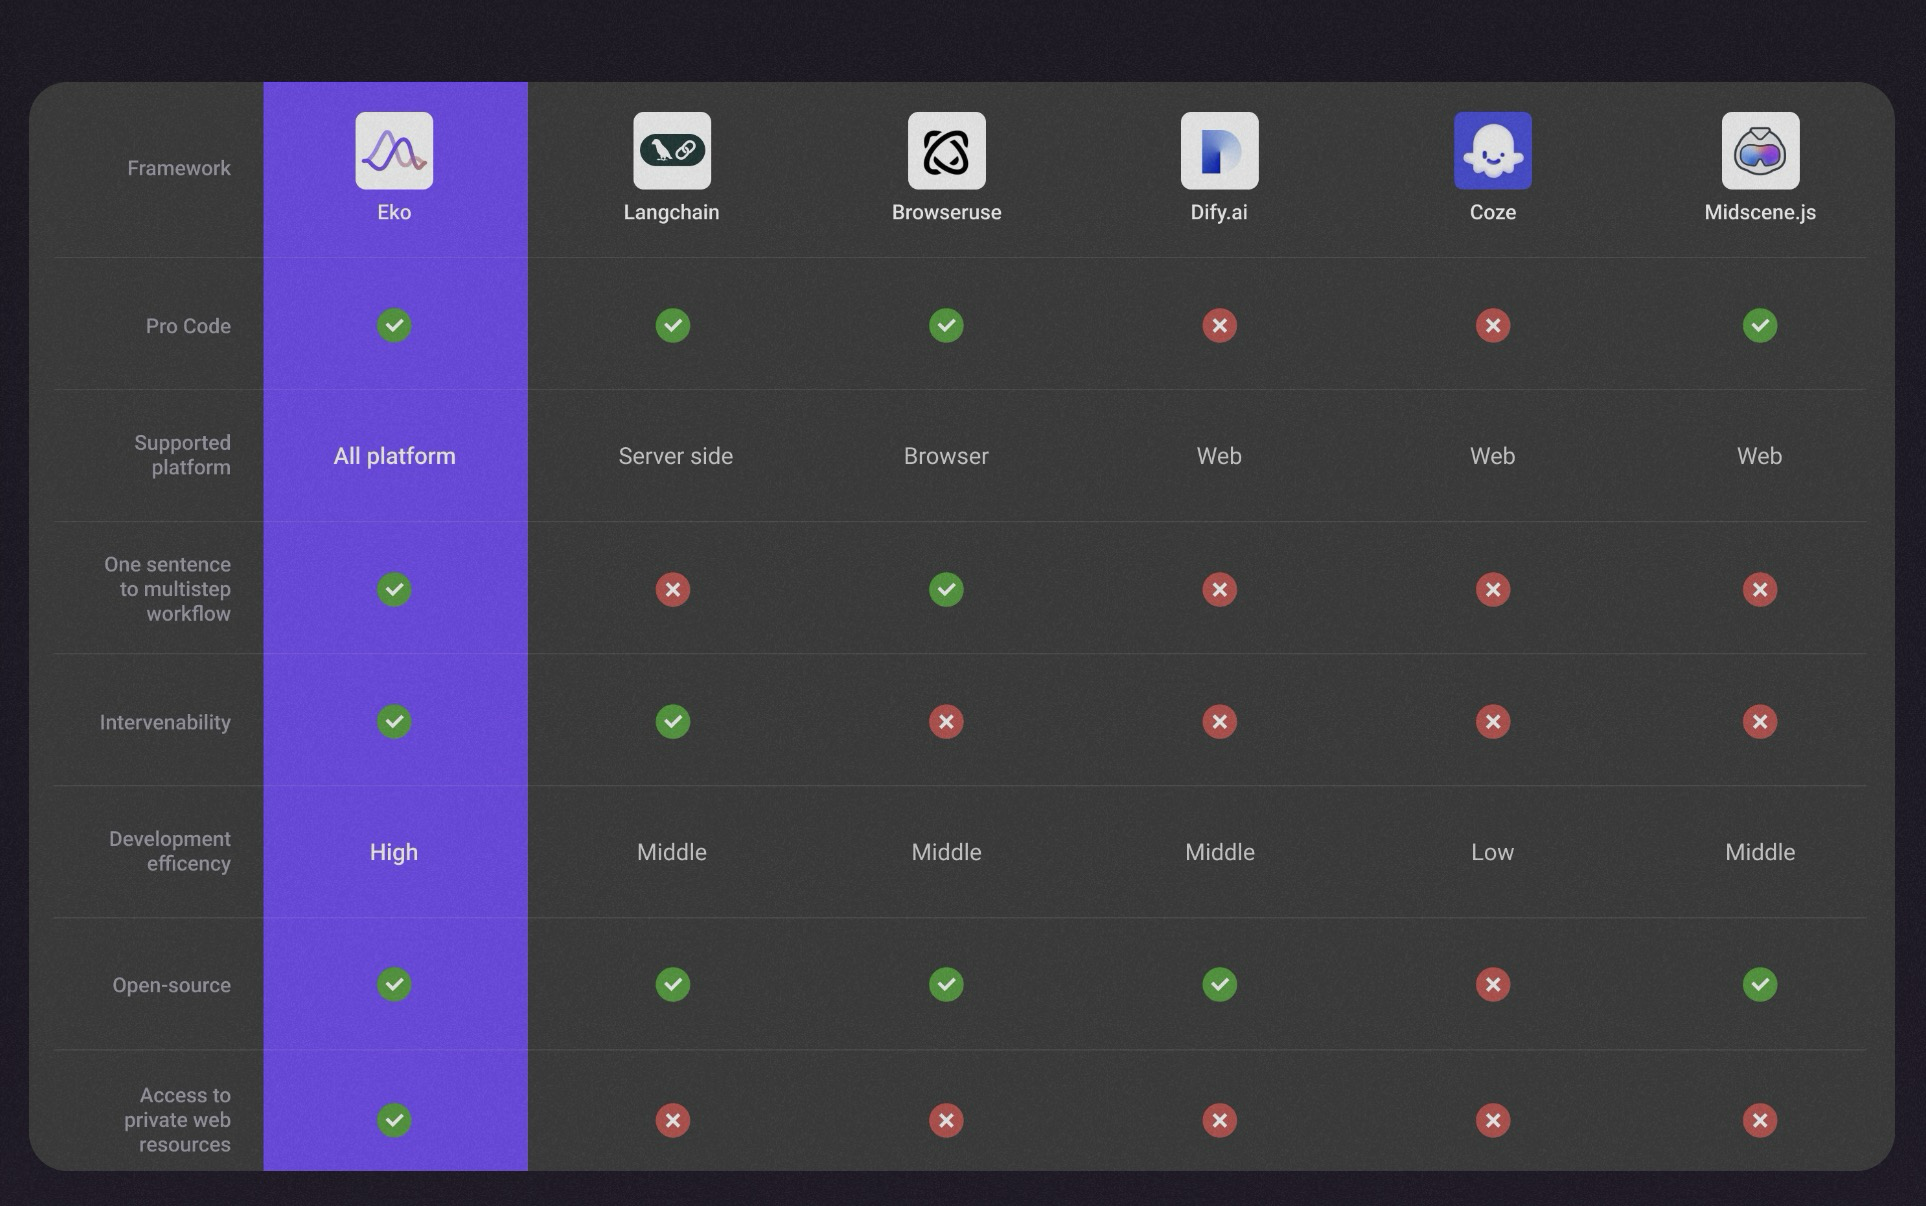 Framework
Eko
Langchain
Browseruse
Dify.ai
Coze
Midscene.js
Pro Code
Supported
platform
All platform
Server side
Browser
Web
Web
Web
One sentence
to multistep
workflow
Intervenability
Development
efficency
High
Middle
Middle
Middle
Low
Middle
Open-source
Access to
private web
resources